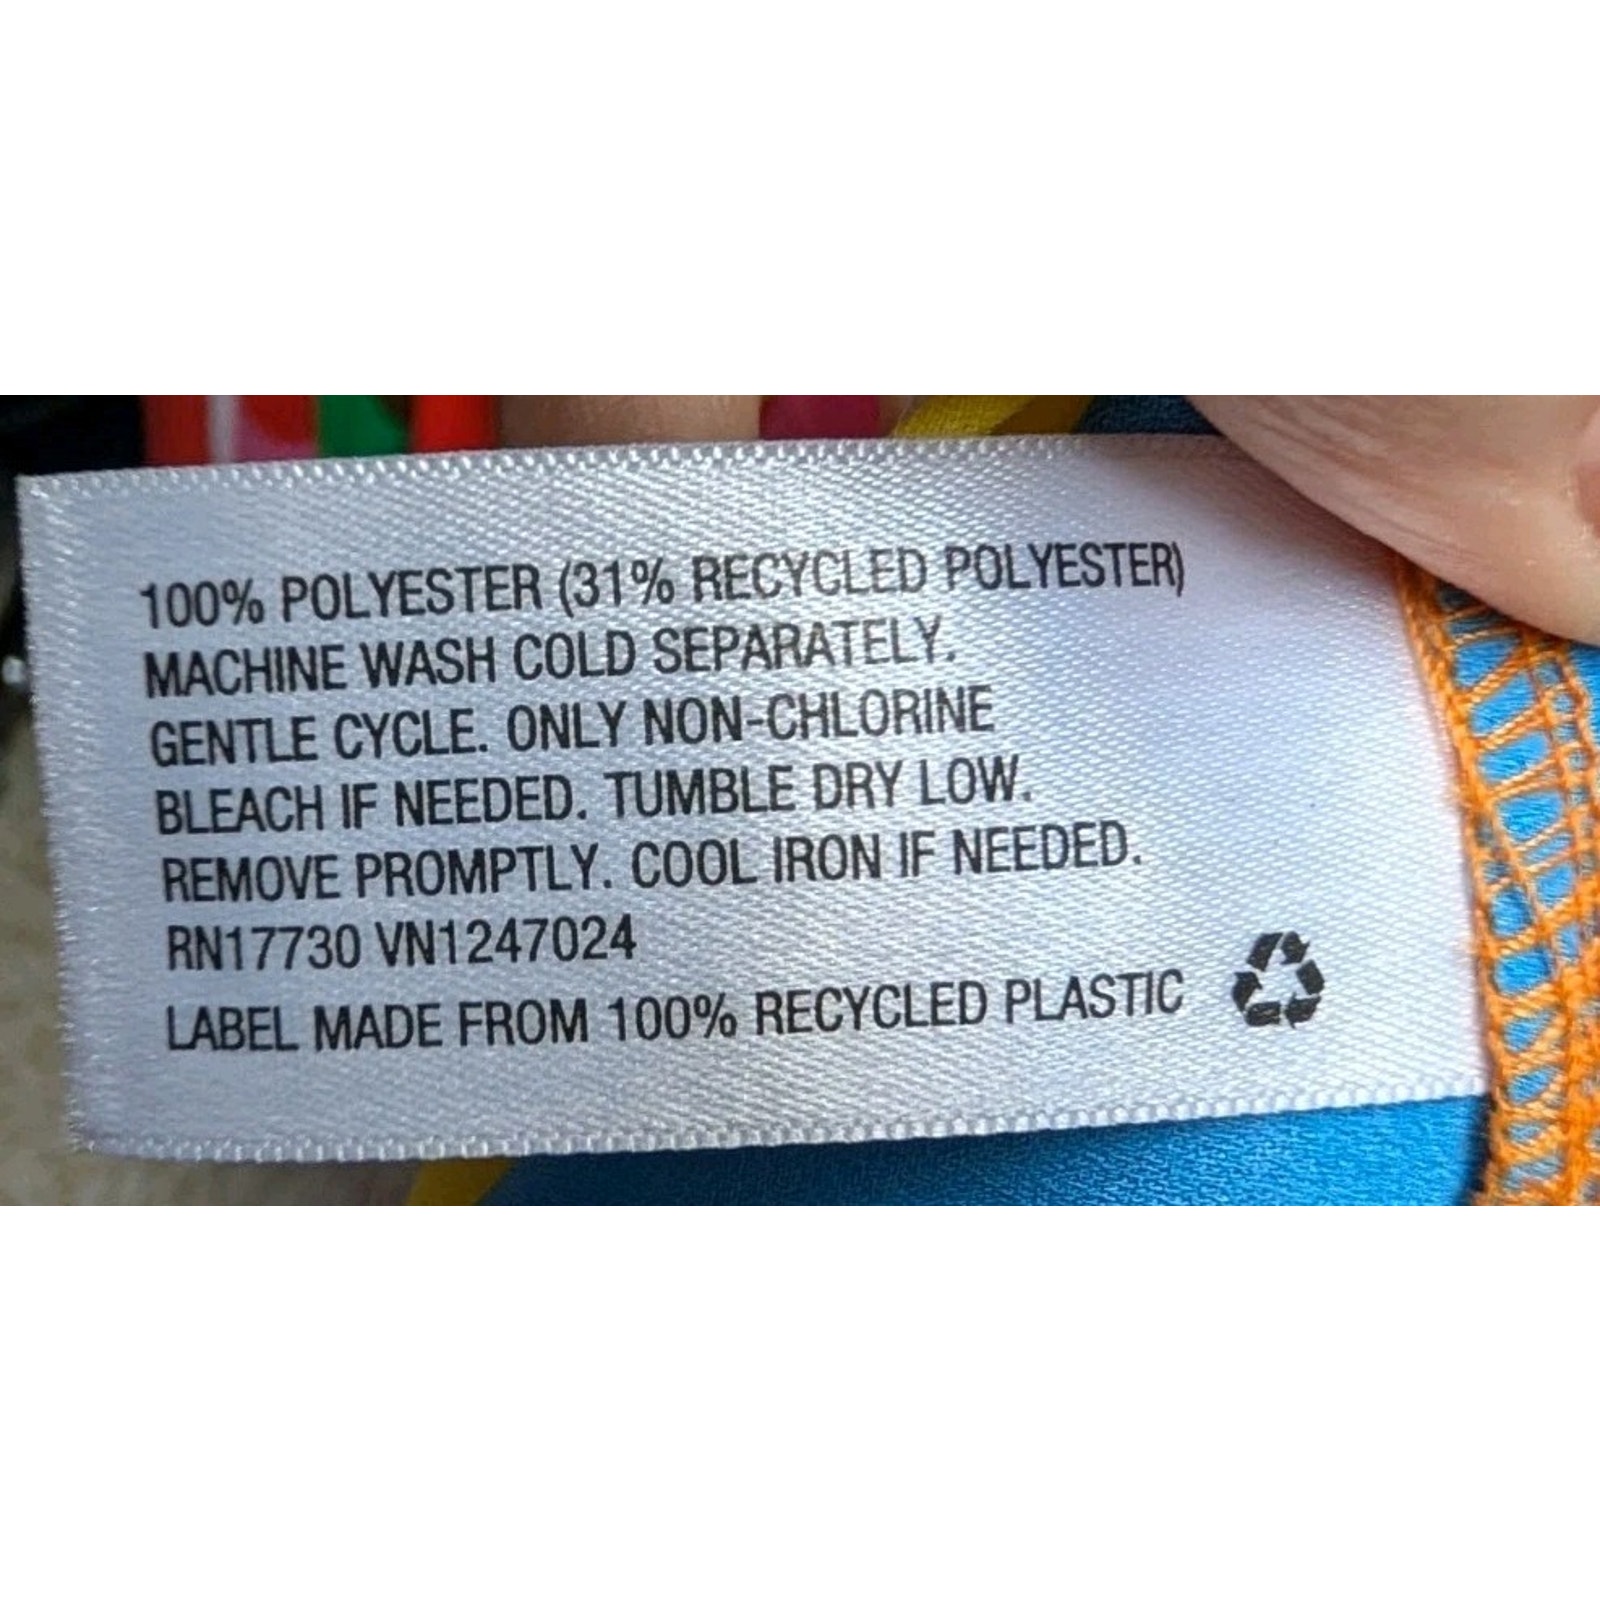 100% POLYESTER (31% RECYCLED POLYESTER)
MACHINE WASH COLD SEPARATELY.
GENTLE CYCLE. ONLY NON-CHLORINE
BLEACH IF NEEDED. TUMBLE DRY LOW.
REMOVE PROMPTLY. COOL IRON IF NEEDED.
RN17730 VN1247024
LABEL MADE FROM 100% RECYCLED PLASTIC